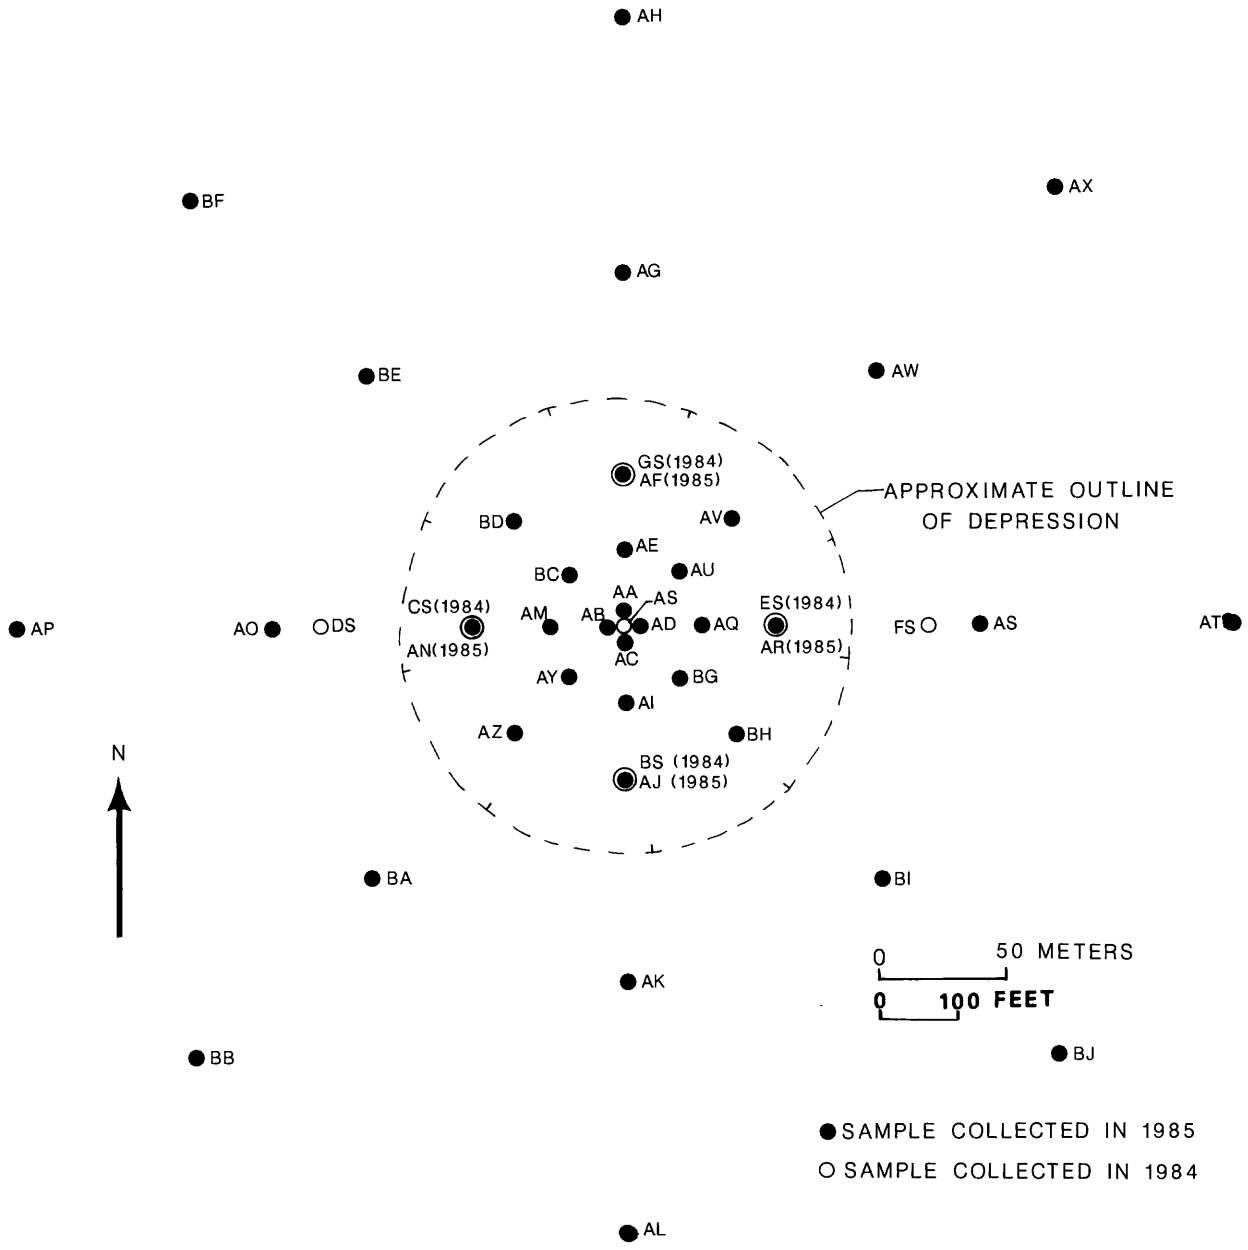 AH
AX
BF
AG
AW
BE
GS(1984)
AF(1985)
APPROXIMATE OUTLINE
OF DEPRESSION
BD
AV
AE
BC
AU
AA
AS
CS(1984)
AM
AB
AD
AQ
ES(1984)
AP
AO
DS
FS
AS
AT
AN(1985)
AC
AR(1985)
AY
BG
AI
AZ
BH
N
BS (1984)
AJ (1985)
BA
BI
0 50 METERS
0 100 FEET
AK
BB
BJ
SAMPLE COLLECTED IN 1985
SAMPLE COLLECTED IN 1984
AL